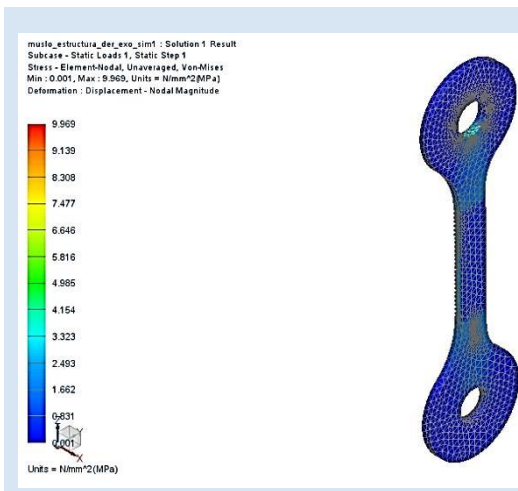 muslo_estructura_der_exo_sim1 : Solution 1 Result
Subcase - Static Loads 1, Static Step 1
Stress - Element-Nodal, Unaveraged, Von-Mises
Min : 0.001, Max : 9.969, Units = N/mm^2(MPa)
Deformation : Displacement - Nodal Magnitude
9.969
9.139
8.308
7.477
6.646
5.816
4.985
4.154
3.323
2.493
1.662
0.831
0.001
Z
Y
X
Units = N/mm^2(MPa)